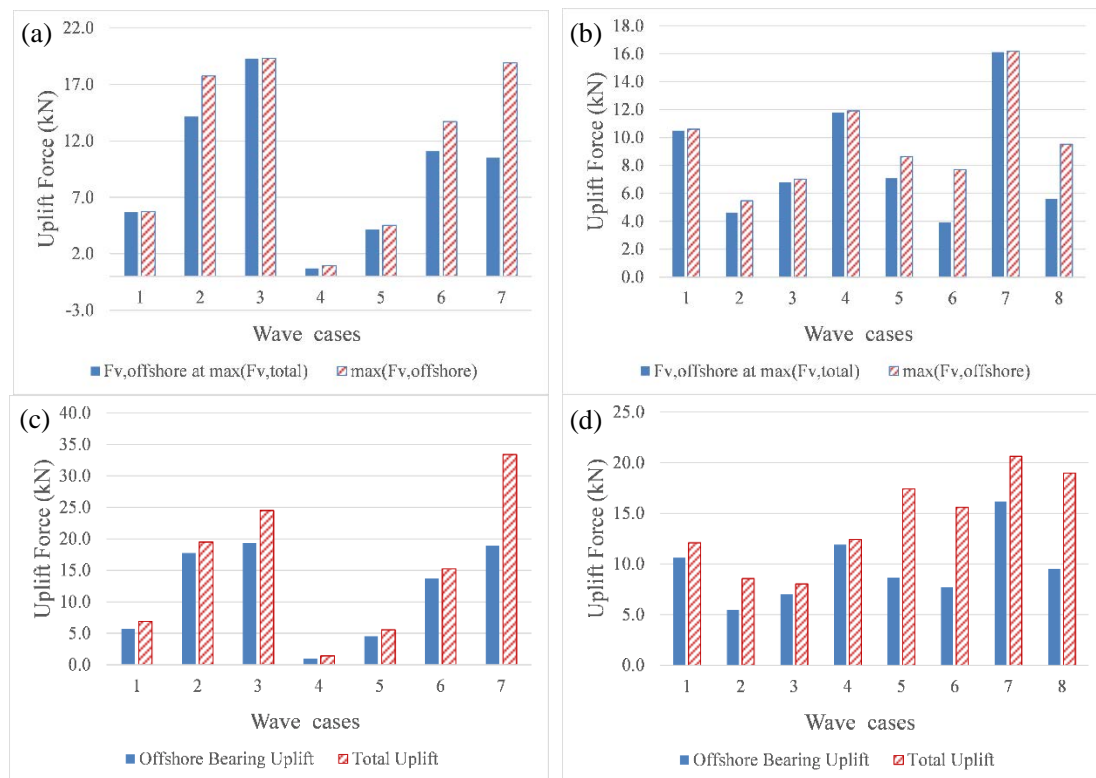 (a)
Uplift Force (kN)
22.0
17.0
12.0
7.0
2.0
-3.0
1 2 3 4 5 6 7
Wave cases
Fv,offshore at max(Fv,total) max(Fv,offshore)
(b)
Uplift Force (kN)
18.0
16.0
14.0
12.0
10.0
8.0
6.0
4.0
2.0
0.0
1 2 3 4 5 6 7 8
Wave cases
Fv,offshore at max(Fv,total) max(Fv,offshore)
(c)
Uplift Force (kN)
40.0
35.0
30.0
25.0
20.0
15.0
10.0
5.0
0.0
1 2 3 4 5 6 7
Wave cases
Offshore Bearing Uplift Total Uplift
(d)
Uplift Force (kN)
25.0
20.0
15.0
10.0
5.0
0.0
1 2 3 4 5 6 7 8
Wave cases
Offshore Bearing Uplift Total Uplift